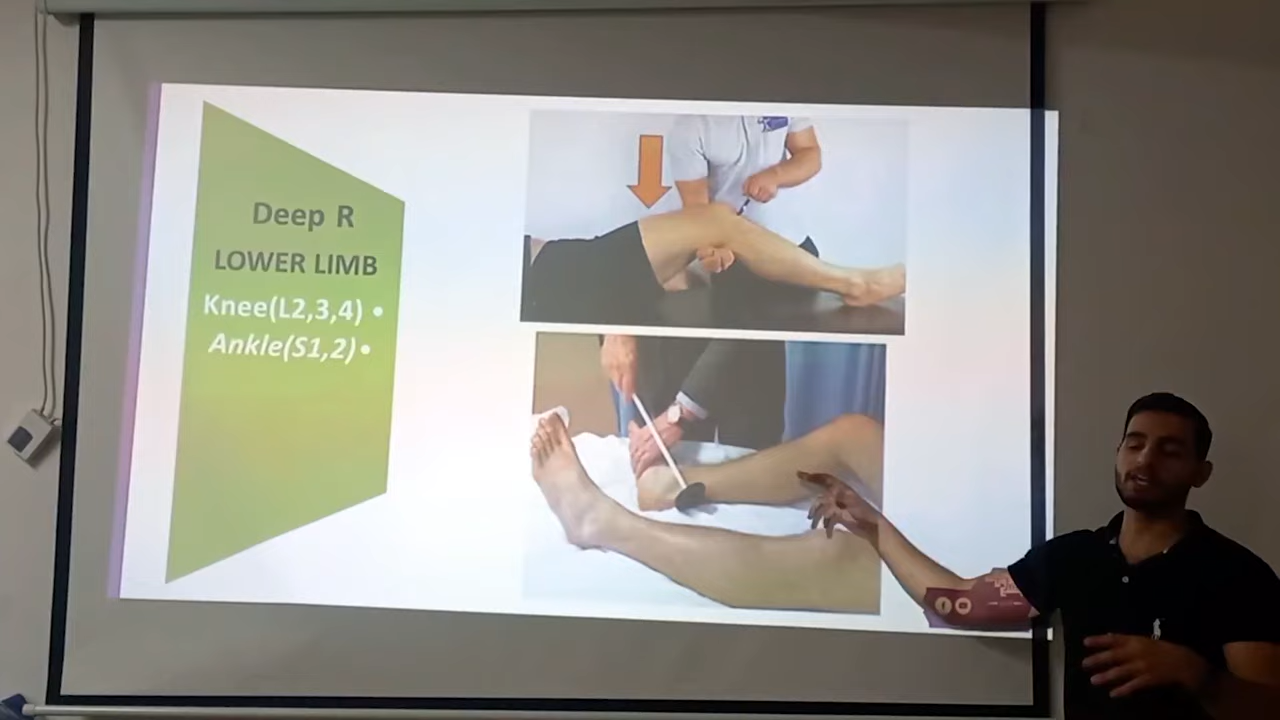 Deep R
LOWER LIMB
Knee(L2,3,4) •
Ankle(S1,2) •